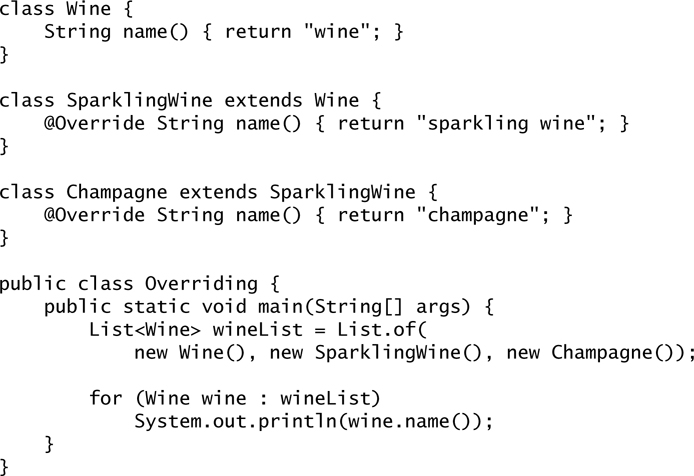 class Wine {
    String name() { return "wine"; }
}

class SparklingWine extends Wine {
    @Override String name() { return "sparkling wine"; }
}

class Champagne extends SparklingWine {
    @Override String name() { return "champagne"; }
}

public class Overriding {
    public static void main(String[] args) {
        List<Wine> wineList = List.of(
            new Wine(), new SparklingWine(), new Champagne());

        for (Wine wine : wineList)
            System.out.println(wine.name());
    }
}